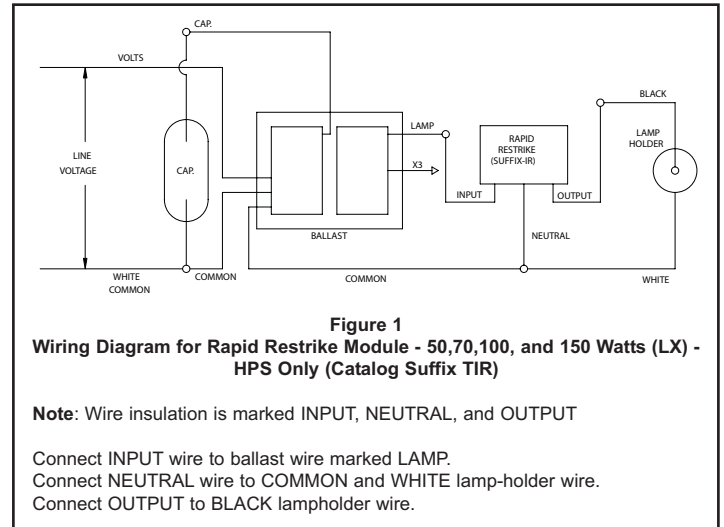 CAP.
VOLTS
BLACK
LAMP
RAPID
RESTRIKE
(SUFFIX-IR)
LAMP
HOLDER
LINE
VOLTAGE
CAP.
X3
INPUT
OUTPUT
BALLAST
NEUTRAL
WHITE
COMMON
COMMON
COMMON
WHITE
Figure 1
Wiring Diagram for Rapid Restrike Module - 50,70,100, and 150 Watts (LX) -
HPS Only (Catalog Suffix TIR)
Note: Wire insulation is marked INPUT, NEUTRAL, and OUTPUT
Connect INPUT wire to ballast wire marked LAMP.
Connect NEUTRAL wire to COMMON and WHITE lamp-holder wire.
Connect OUTPUT to BLACK lampholder wire.